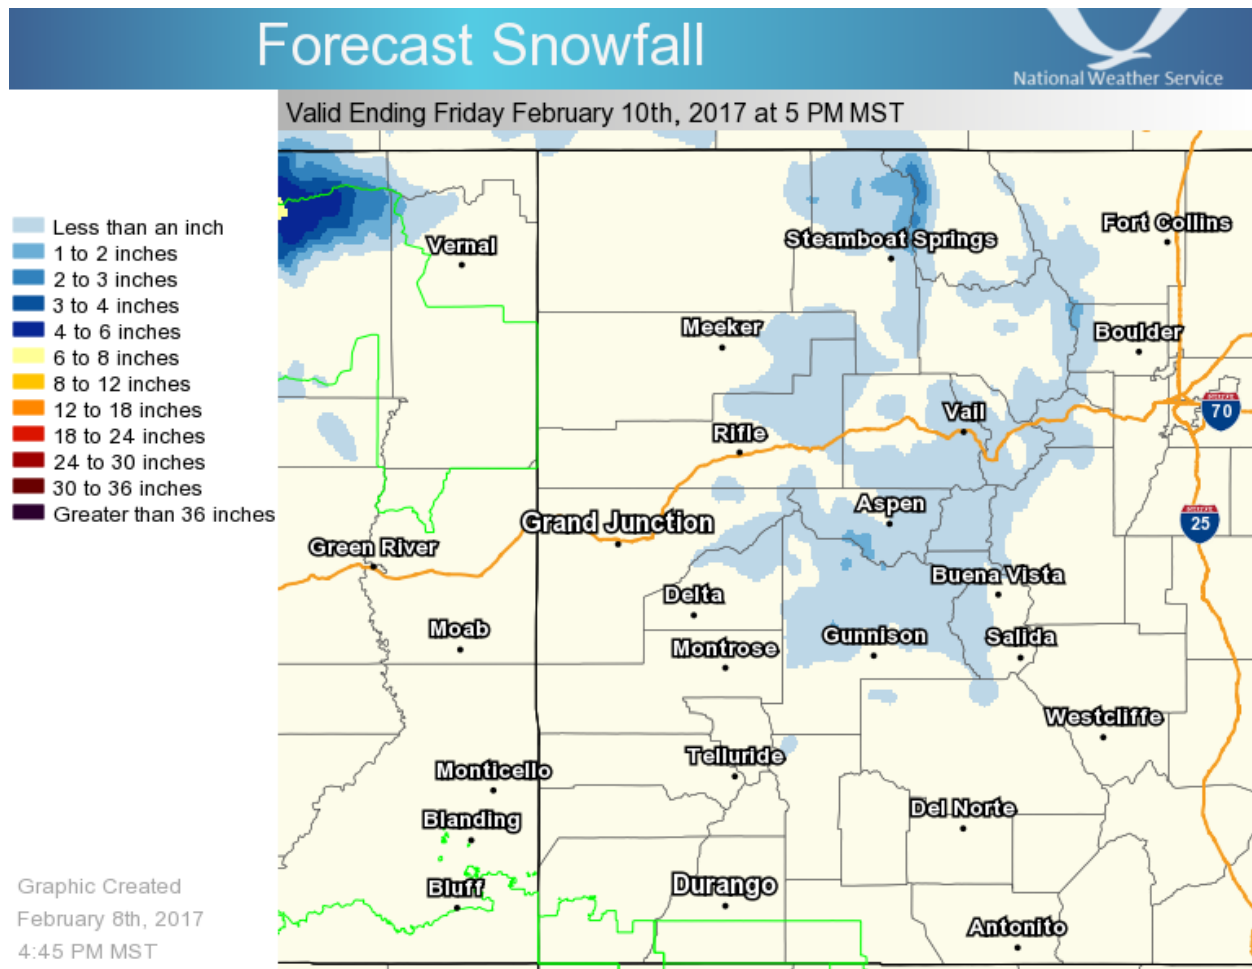 Forecast Snowfall
National Weather Service
Valid Ending Friday February 10th, 2017 at 5 PM MST
Less than an inch
1 to 2 inches
2 to 3 inches
3 to 4 inches
4 to 6 inches
6 to 8 inches
8 to 12 inches
12 to 18 inches
18 to 24 inches
24 to 30 inches
30 to 36 inches
Greater than 36 inches
Fort Collins
Steamboat Springs
Vernal
Meeker
Boulder
Vail
70
Rifle
Aspen
Grand Junction
25
Green River
Buena Vista
Delta
Moab
Gunnison
Salida
Montrose
Westcliffe
Telluride
Monticello
Del Norte
Blanding
Bluff
Durango
Antonito
Graphic Created
February 8th, 2017
4:45 PM MST